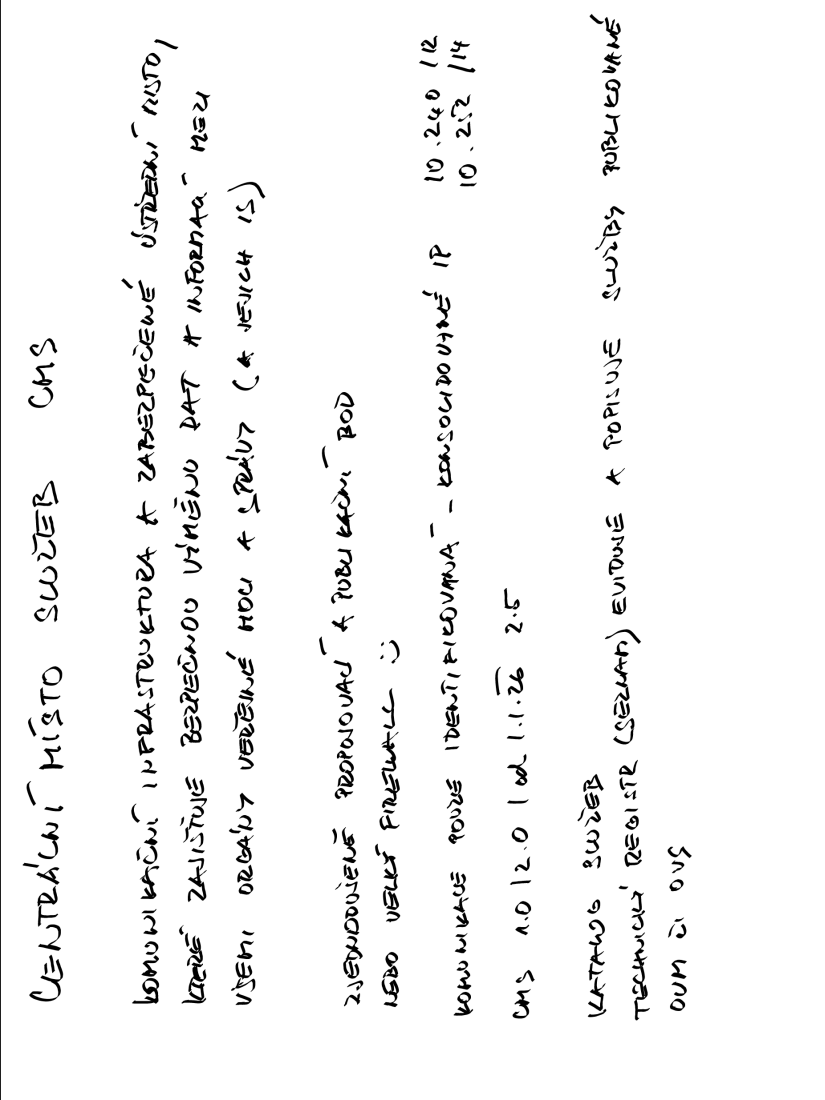 CENTRÁLNÍ MÍSTO SLUŽEB CMS
KOMUNIKAČNÍ INFRASTRUKTURA A ZABEZPEČENÉ ÚSTŘEDNÍ MÍSTO,
KTERÉ ZAJIŠŤUJE BEZPEČNOU VÝMĚNU DAT A INFORMACÍ MEZI
VŠEMI ORGÁNY VEŘEJNÉ MOCI A SPRÁVY (A JEJICH IS)
ZJEDNODUŠENĚ PROPOJOVACÍ A PUBLIKAČNÍ BOD
NEBO VELKÝ FIREWALL :)
KOMUNIKACE POUZE IDENTIFIKOVANÁ - KONSOLIDOVANÉ IP 10.240 /12
10.252 /14
CMS 1.0 / 2.0 / od 1.1.26 2.5
KATALOG SLUŽEB
TECHNICKÝ REGISTR (SEZNAM) EVIDUJE A POPISUJE SLUŽBY PUBLIKOVANÉ
OVM ČI OVS